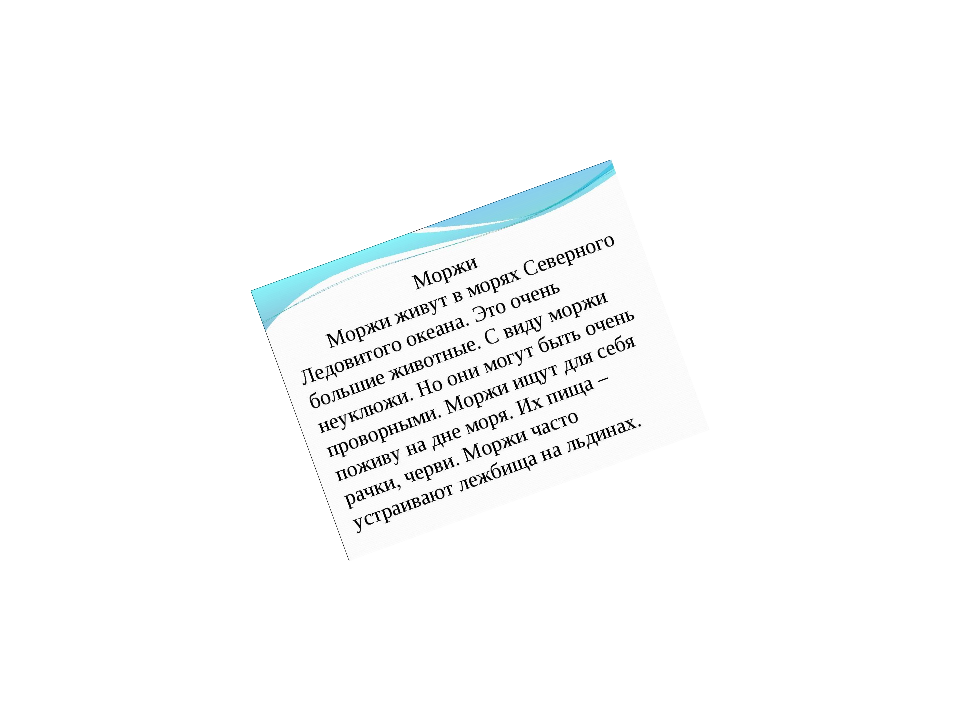 Моржи
Моржи живут в морях Северного
Ледовитого океана. Это очень
большие животные. С виду моржи
неуклюжи. Но они могут быть очень
проворными. Моржи ищут для себя
поживу на дне моря. Их пища –
рачки, черви. Моржи часто
устраивают лежбища на льдинах.